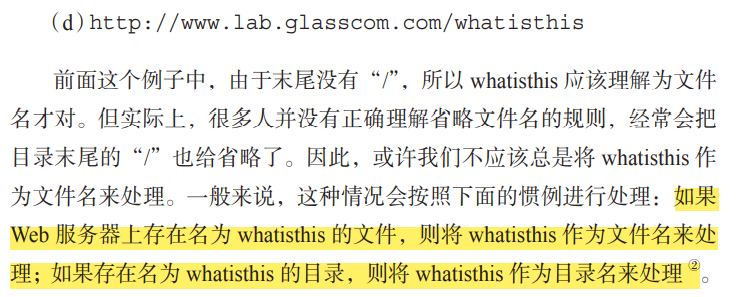 (d) http://www.lab.glasscom.com/whatisthis
前面这个例子中，由于末尾没有“/”，所以 whatisthis 应该理解为文件
名才对。但实际上，很多人并没有正确理解省略文件名的规则，经常会把
目录末尾的“/”也给省略了。因此，或许我们不应该总是将 whatisthis 作
为文件名来处理。一般来说，这种情况会按照下面的惯例进行处理：如果
Web 服务器上存在名为 whatisthis 的文件，则将 whatisthis 作为文件名来处
理；如果存在名为 whatisthis 的目录，则将 whatisthis 作为目录名来处理②。